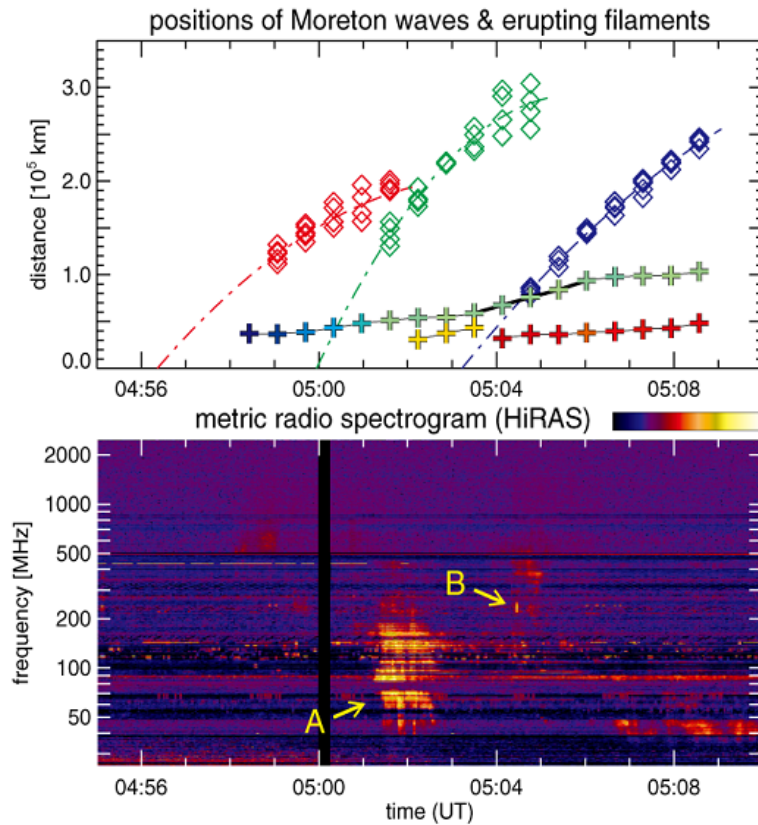 positions of Moreton waves & erupting filaments
distance [10⁵ km]
3.0
2.0
1.0
0.0
04:56 05:00 05:04 05:08
metric radio spectrogram (HiRAS)
frequency [MHz]
2000
1000
500
200
100
50
B
A
04:56 05:00 05:04 05:08
time (UT)